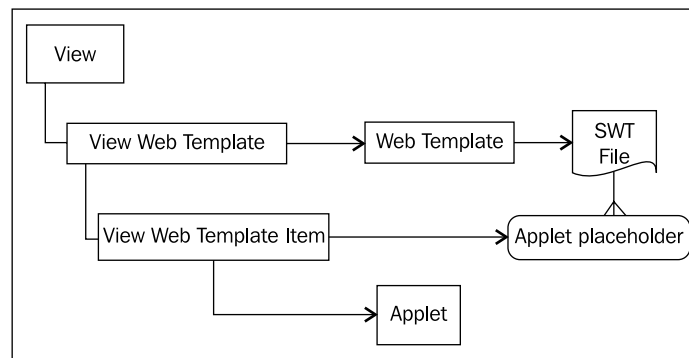 View
View Web Template
Web Template
SWT
File
View Web Template Item
Applet placeholder
Applet